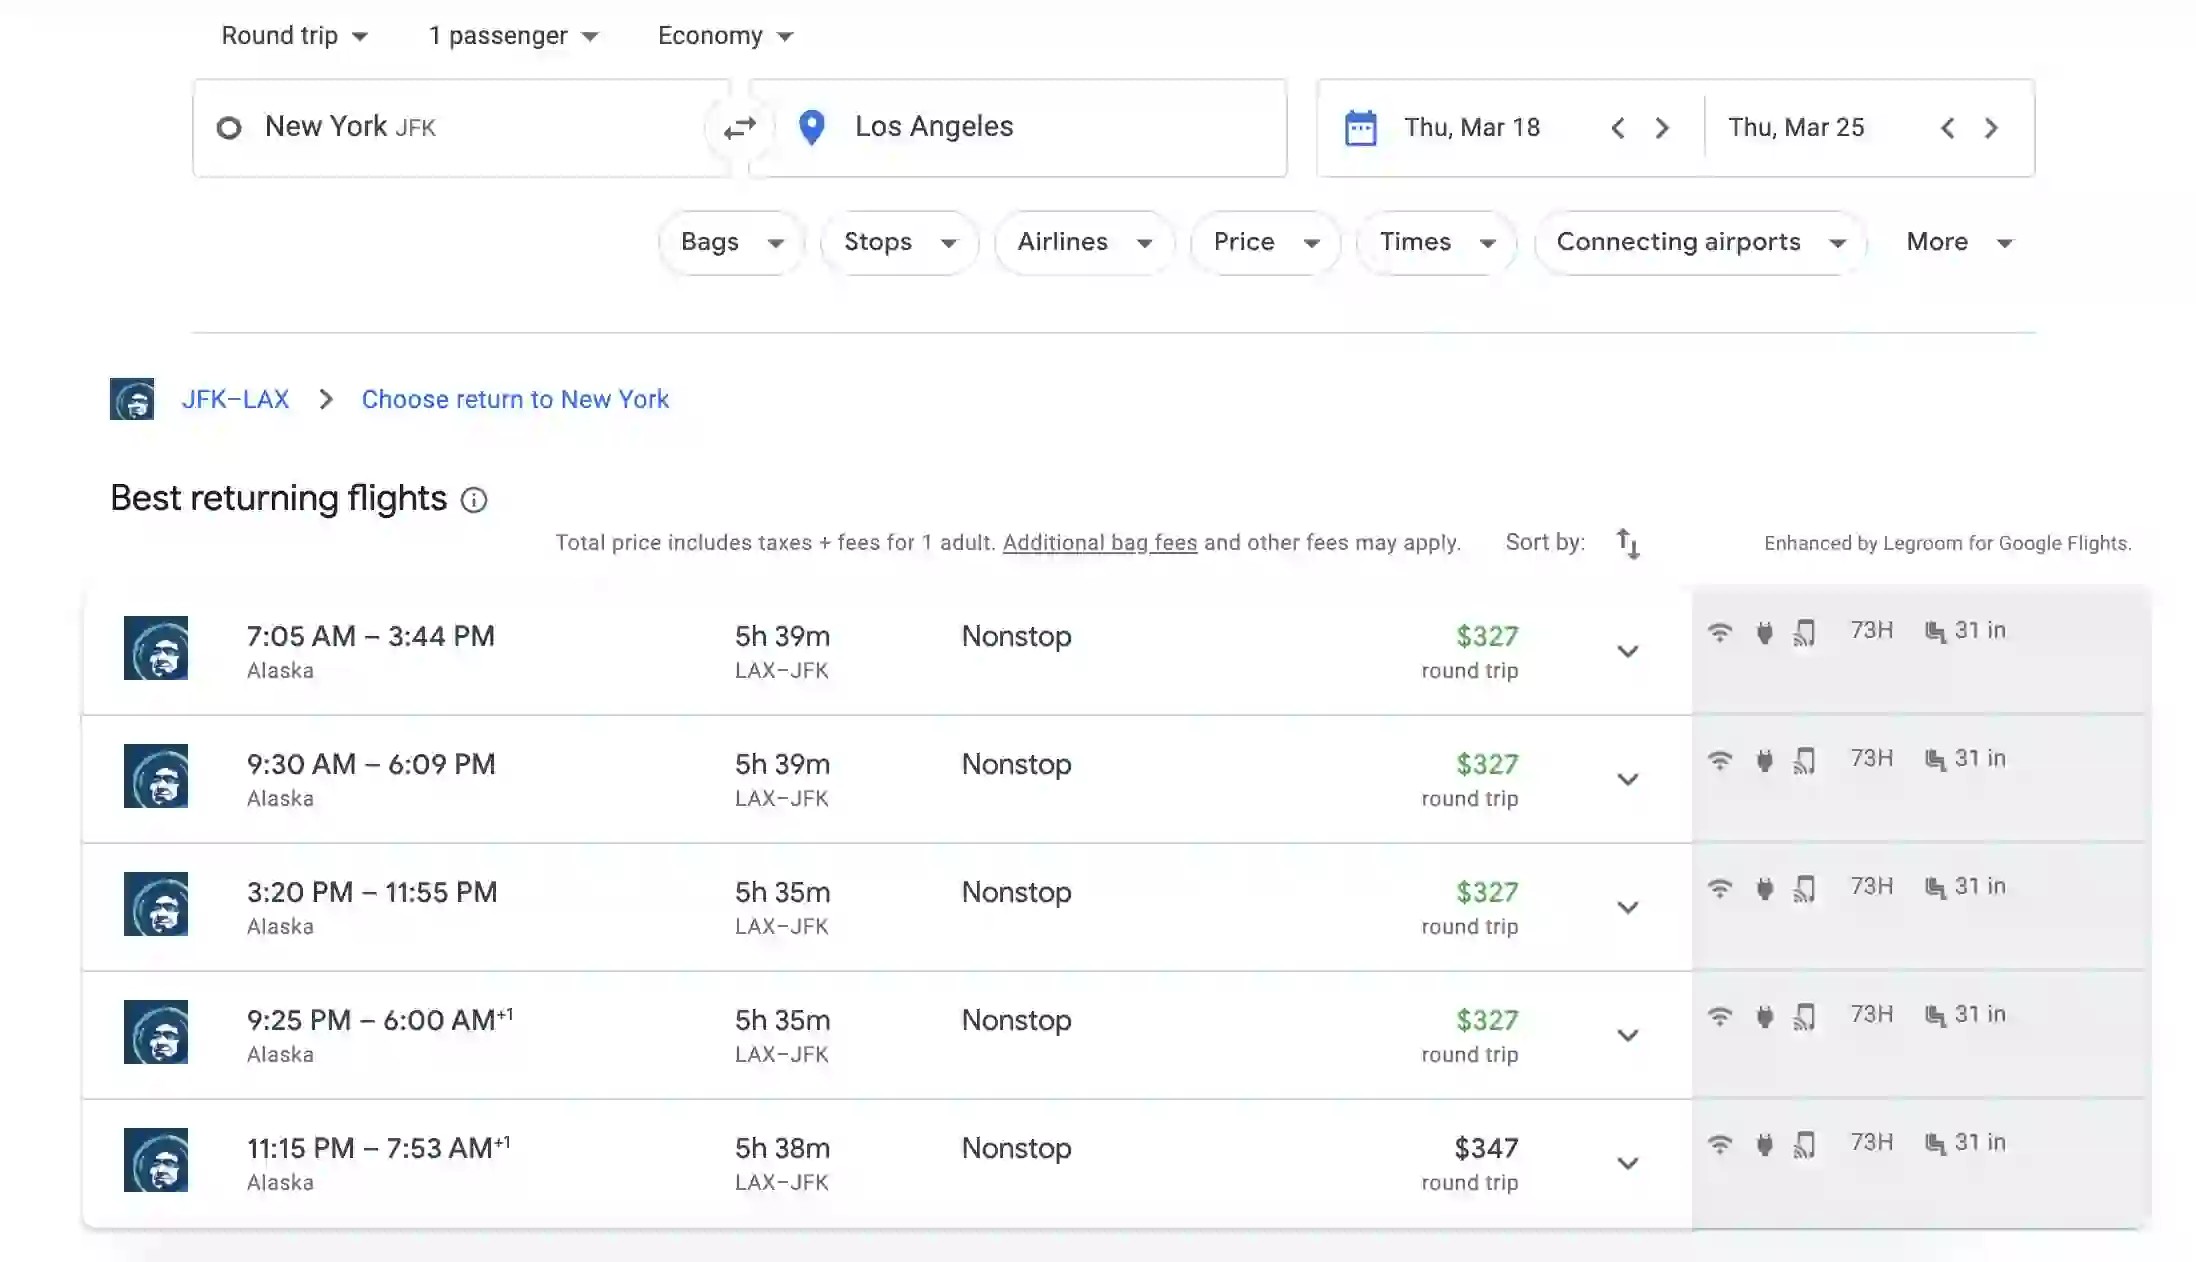 Round trip 1 passenger Economy
New York JFK Los Angeles Thu, Mar 18 Thu, Mar 25
Bags Stops Airlines Price Times Connecting airports More
JFK–LAX Choose return to New York
Best returning flights
Total price includes taxes + fees for 1 adult. Additional bag fees and other fees may apply. Sort by: Enhanced by Legroom for Google Flights.
7:05 AM – 3:44 PM 5h 39m Nonstop $327 73H 31 in
Alaska LAX–JFK round trip
9:30 AM – 6:09 PM 5h 39m Nonstop $327 73H 31 in
Alaska LAX–JFK round trip
3:20 PM – 11:55 PM 5h 35m Nonstop $327 73H 31 in
Alaska LAX–JFK round trip
9:25 PM – 6:00 AM+1 5h 35m Nonstop $327 73H 31 in
Alaska LAX–JFK round trip
11:15 PM – 7:53 AM+1 5h 38m Nonstop $347 73H 31 in
Alaska LAX–JFK round trip